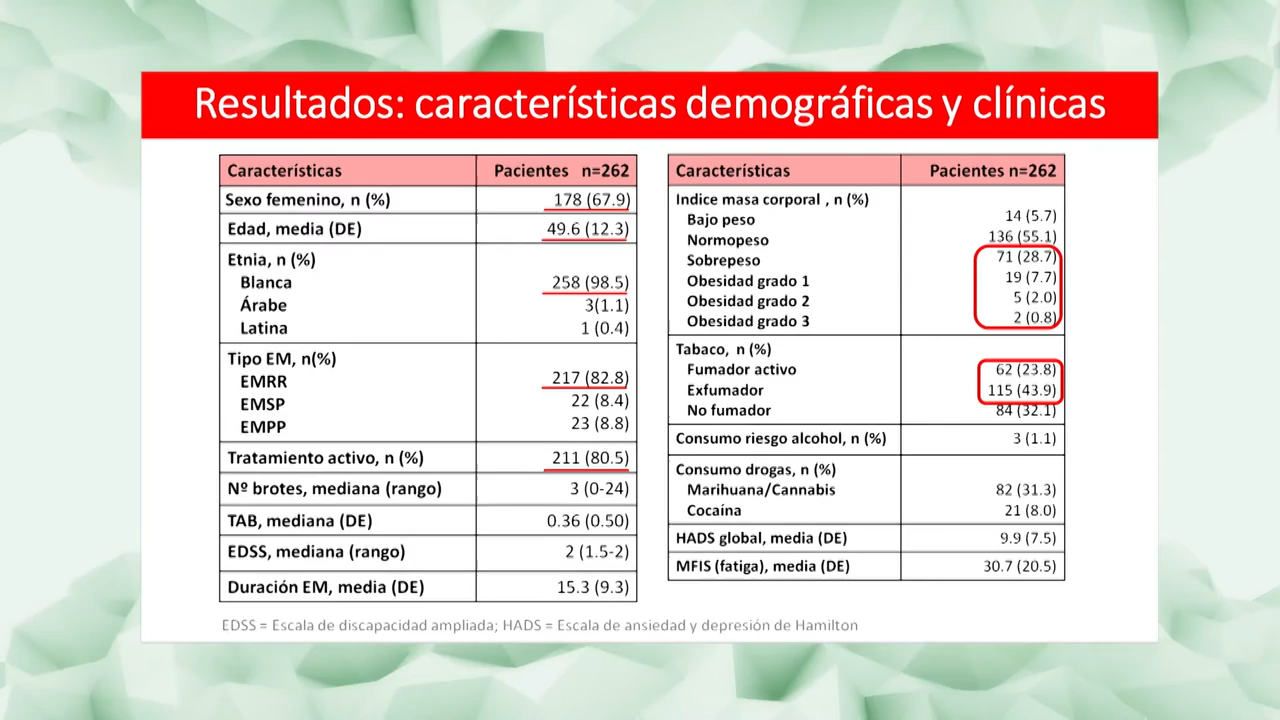 Resultados: características demográficas y clínicas
Características Pacientes n=262
Sexo femenino, n (%) 178 (67.9)
Edad, media (DE) 49.6 (12.3)
Etnia, n (%)
Blanca 258 (98.5)
Árabe 3(1.1)
Latina 1 (0.4)
Tipo EM, n(%)
EMRR 217 (82.8)
EMSP 22 (8.4)
EMPP 23 (8.8)
Tratamiento activo, n (%) 211 (80.5)
Nº brotes, mediana (rango) 3 (0-24)
TAB, mediana (DE) 0.36 (0.50)
EDSS, mediana (rango) 2 (1.5-2)
Duración EM, media (DE) 15.3 (9.3)
Características Pacientes n=262
Indice masa corporal , n (%)
Bajo peso 14 (5.7)
Normopeso 136 (55.1)
Sobrepeso 71 (28.7)
Obesidad grado 1 19 (7.7)
Obesidad grado 2 5 (2.0)
Obesidad grado 3 2 (0.8)
Tabaco, n (%)
Fumador activo 62 (23.8)
Exfumador 115 (43.9)
No fumador 84 (32.1)
Consumo riesgo alcohol, n (%) 3 (1.1)
Consumo drogas, n (%)
Marihuana/Cannabis 82 (31.3)
Cocaína 21 (8.0)
HADS global, media (DE) 9.9 (7.5)
MFIS (fatiga), media (DE) 30.7 (20.5)
EDSS = Escala de discapacidad ampliada; HADS = Escala de ansiedad y depresión de Hamilton